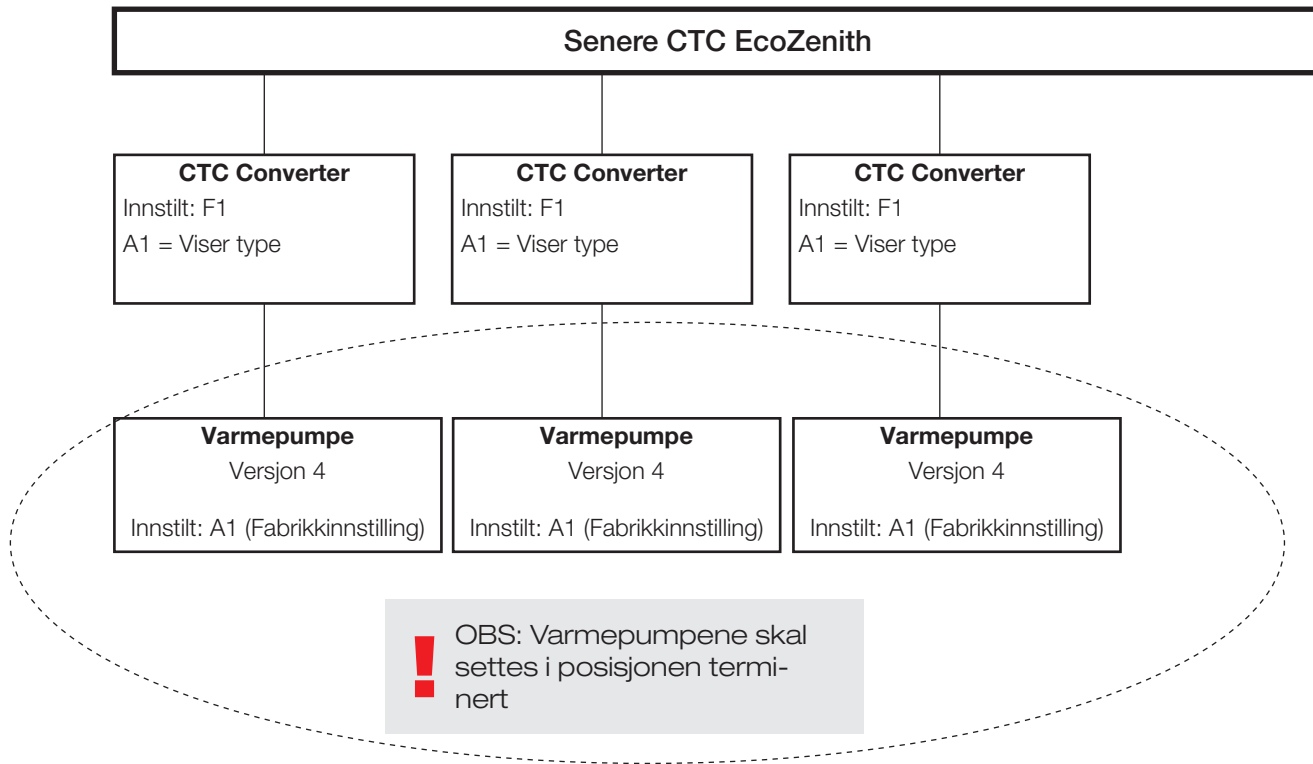 Senere CTC EcoZenith
CTC Converter
Innstilt: F1
A1 = Viser type
CTC Converter
Innstilt: F1
A1 = Viser type
CTC Converter
Innstilt: F1
A1 = Viser type
Varmepumpe
Versjon 4
Innstilt: A1 (Fabrikkinnstilling)
Varmepumpe
Versjon 4
Innstilt: A1 (Fabrikkinnstilling)
Varmepumpe
Versjon 4
Innstilt: A1 (Fabrikkinnstilling)
! OBS: Varmepumpene skal
settes i posisjonen termi-
nert